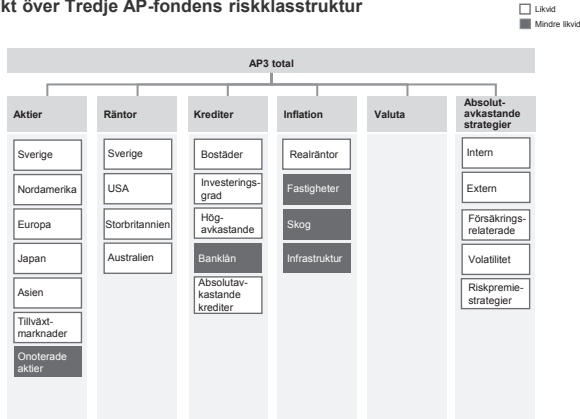 kt över Tredje AP-fondens riskklasstruktur
Likvid
Mindre likvid
AP3 total
Aktier
Räntor
Krediter
Inflation
Valuta
Absolut-
avkastande
strategier
Sverige
Nordamerika
Europa
Japan
Asien
Tillväxt-
marknader
Onoterade
aktier
Sverige
USA
Storbritannien
Australien
Bostäder
Investerings-
grad
Hög-
avkastande
Banklån
Absolutav-
kastande
krediter
Realräntor
Fastigheter
Skog
Infrastruktur
Intern
Extern
Försäkrings-
relaterade
Volatilitet
Riskpremie-
strategier